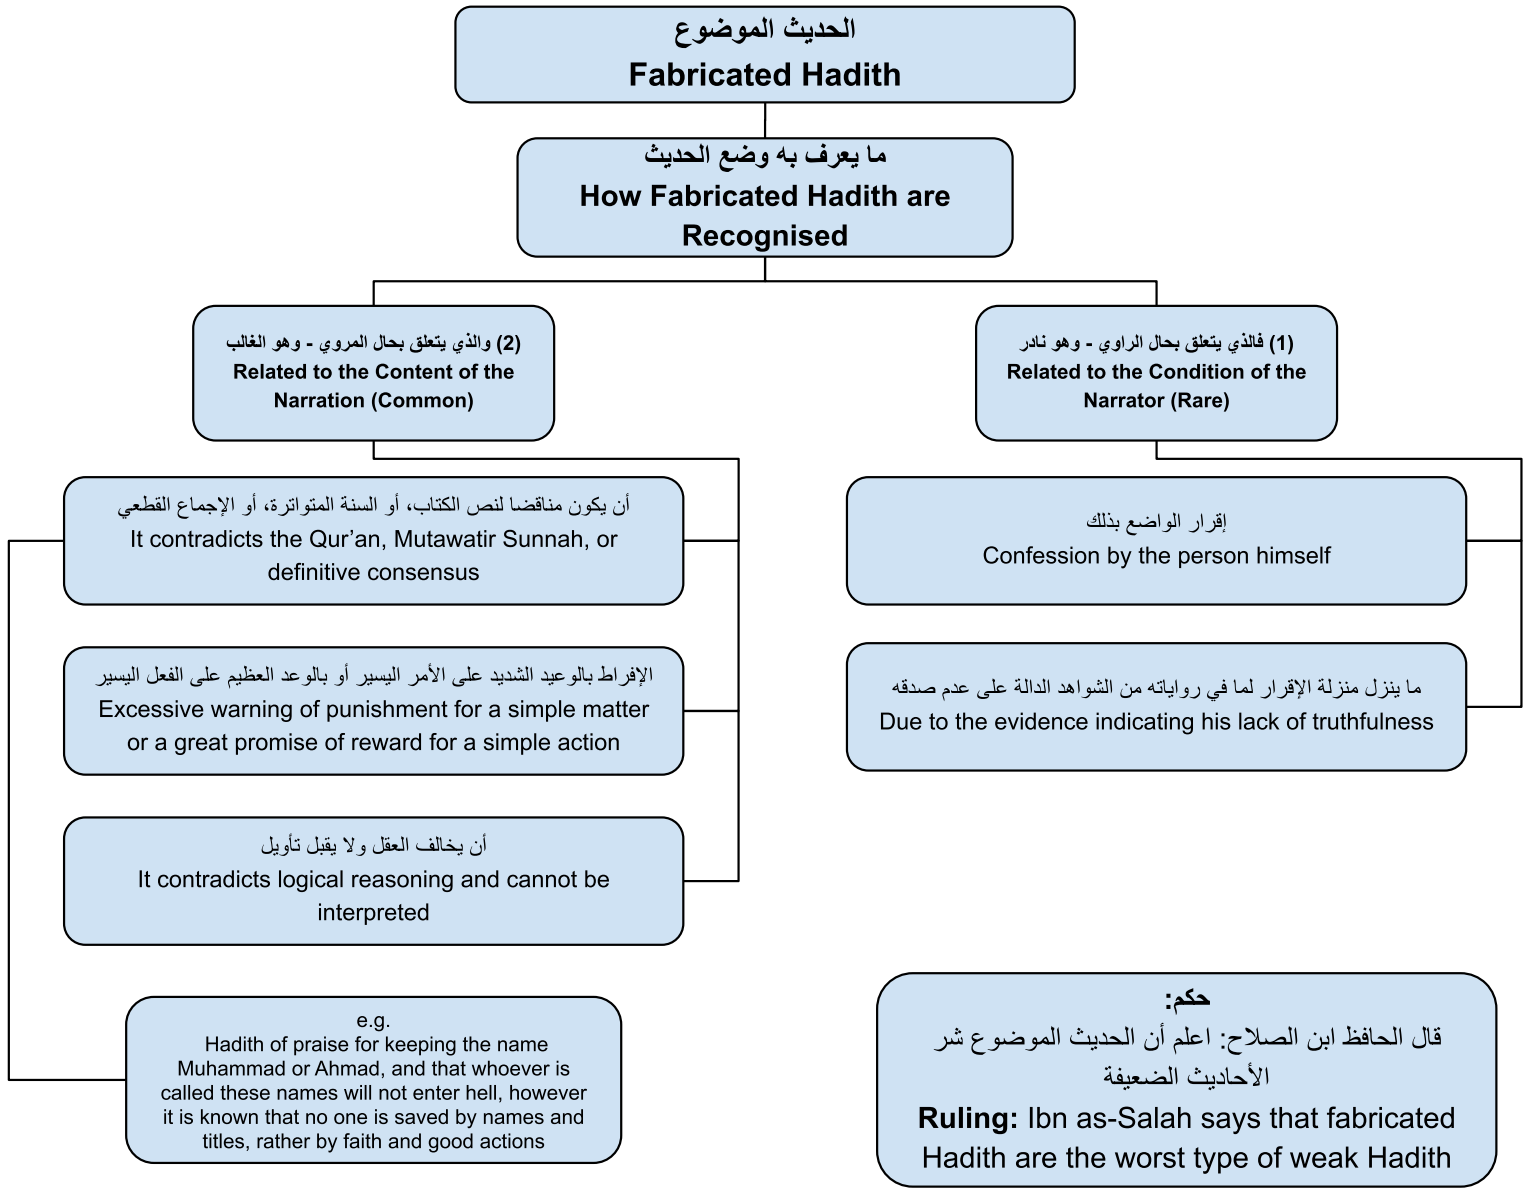 الحديث الموضوع
Fabricated Hadith
ما يعرف به وضع الحديث
How Fabricated Hadith are
Recognised
(2) والذي يتعلق بحال المروي - وهو الغالب
Related to the Content of the
Narration (Common)
(1) فالذي يتعلق بحال الراوي - وهو نادر
Related to the Condition of the
Narrator (Rare)
أن يكون مناقضا لنص الكتاب، أو السنة المتواترة، أو الإجماع القطعي
It contradicts the Qur’an, Mutawatir Sunnah, or
definitive consensus
إقرار الواضع بذلك
Confession by the person himself
الإفراط بالوعيد الشديد على الأمر اليسير أو بالوعد العظيم على الفعل اليسير
Excessive warning of punishment for a simple matter
or a great promise of reward for a simple action
ما ينزل منزلة الإقرار لما في رواياته من الشواهد الدالة على عدم صدقه
Due to the evidence indicating his lack of truthfulness
أن يخالف العقل ولا يقبل تأويل
It contradicts logical reasoning and cannot be
interpreted
e.g.
Hadith of praise for keeping the name
Muhammad or Ahmad, and that whoever is
called these names will not enter hell, however
it is known that no one is saved by names and
titles, rather by faith and good actions
حكم:
قال الحافظ ابن الصلاح: اعلم أن الحديث الموضوع شر
الأحاديث الضعيفة
Ruling: Ibn as-Salah says that fabricated
Hadith are the worst type of weak Hadith